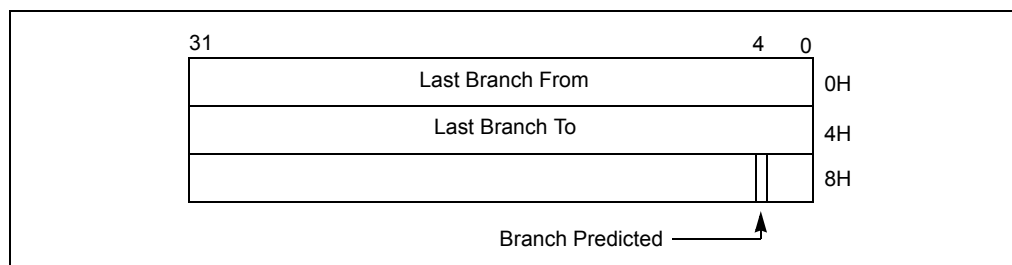 31 4 0
Last Branch From 0H
Last Branch To 4H
8H
Branch Predicted